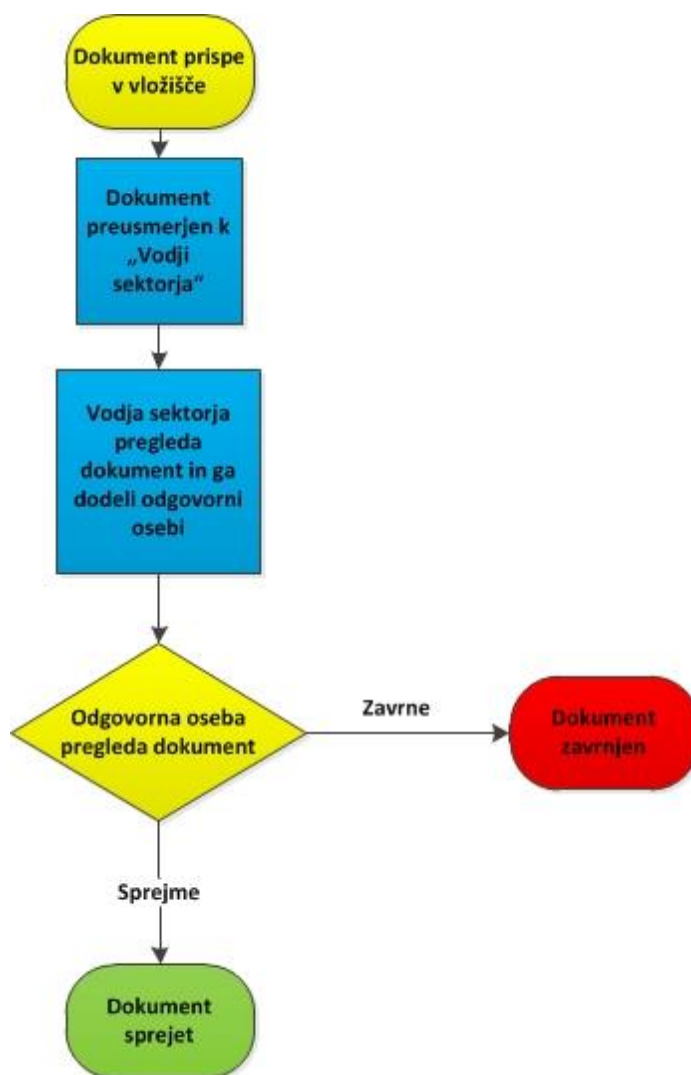 Dokument prispe
v vložišče
Dokument
preusmerjen k
„Vodji
sektorja“
Vodja sektorja
pregleda
dokument in ga
dodeli odgovorni
osebi
Odgovorna oseba
pregleda dokument
Zavrne
Dokument
zavrnjen
Sprejme
Dokument
sprejet